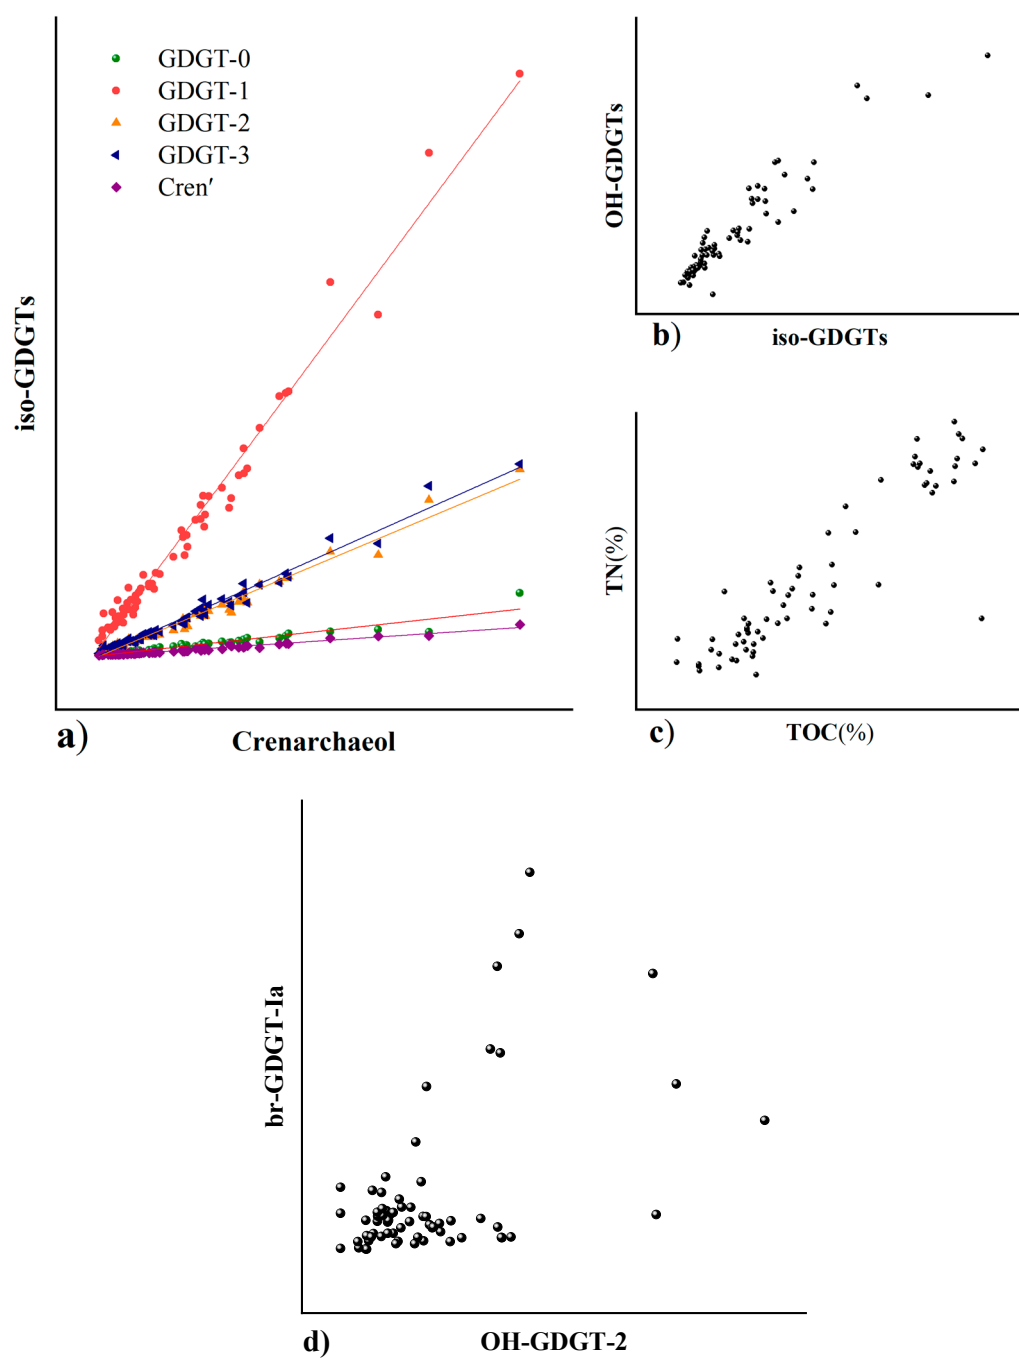 GDGT-0
GDGT-1
GDGT-2
GDGT-3
Cren′
iso-GDGTs
a)
Crenarchaeol
OH-GDGTs
b)
iso-GDGTs
TN(%)
c)
TOC(%)
br-GDGT-Ia
d)
OH-GDGT-2